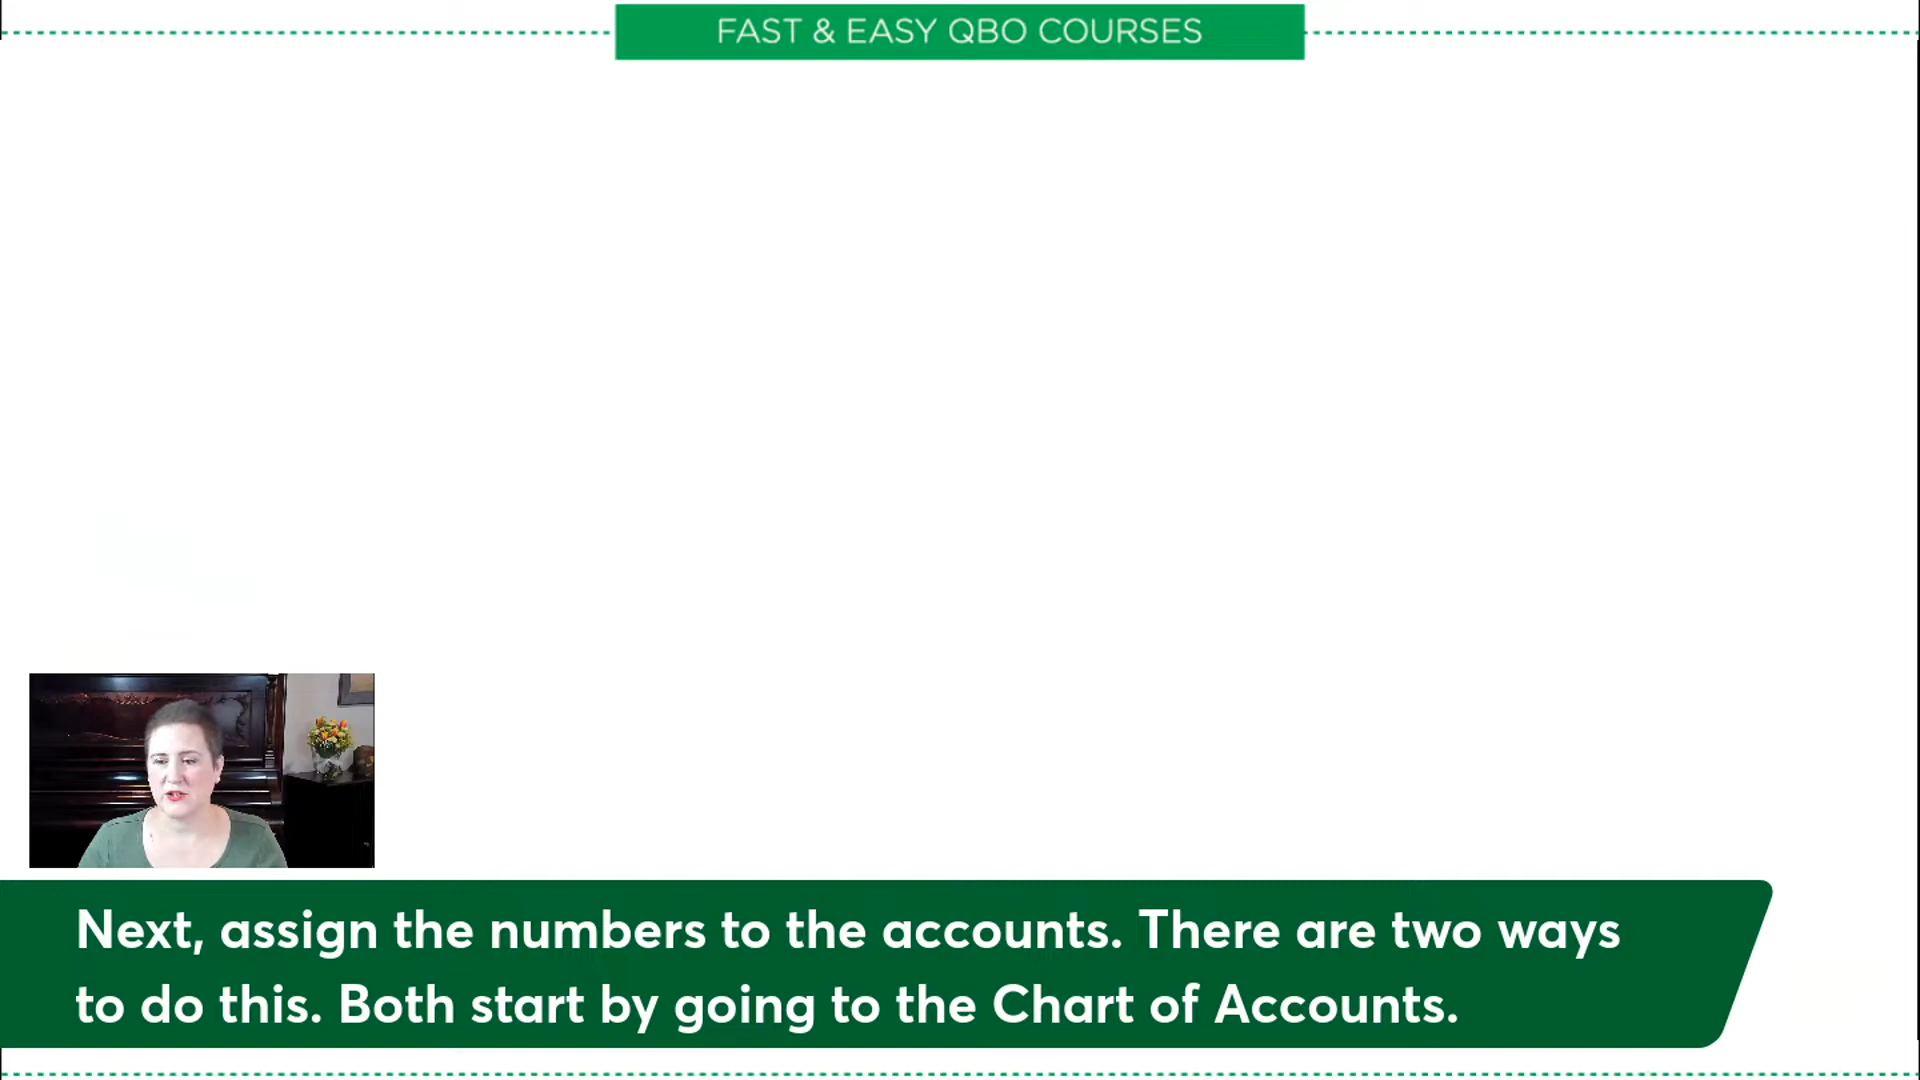 FAST & EASY QBO COURSES
Next, assign the numbers to the accounts. There are two ways
to do this. Both start by going to the Chart of Accounts.